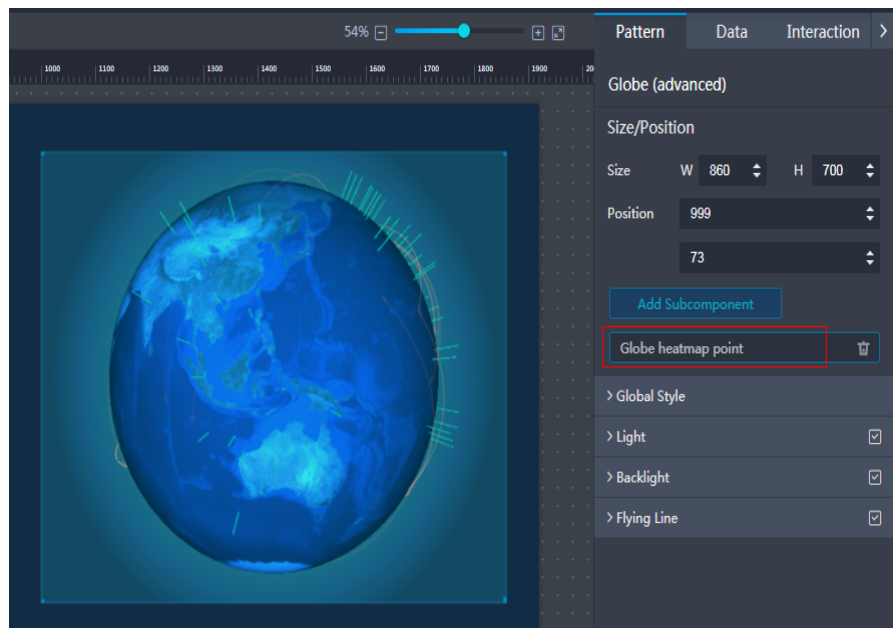 54%
Pattern Data Interaction
1000 1100 1200 1300 1400 1500 1600 1700 1800 1900 20
Globe (advanced)
Size/Position
Size W 860 H 700
Position 999
73
Add Subcomponent
Globe heatmap point
Global Style
Light
Backlight
Flying Line